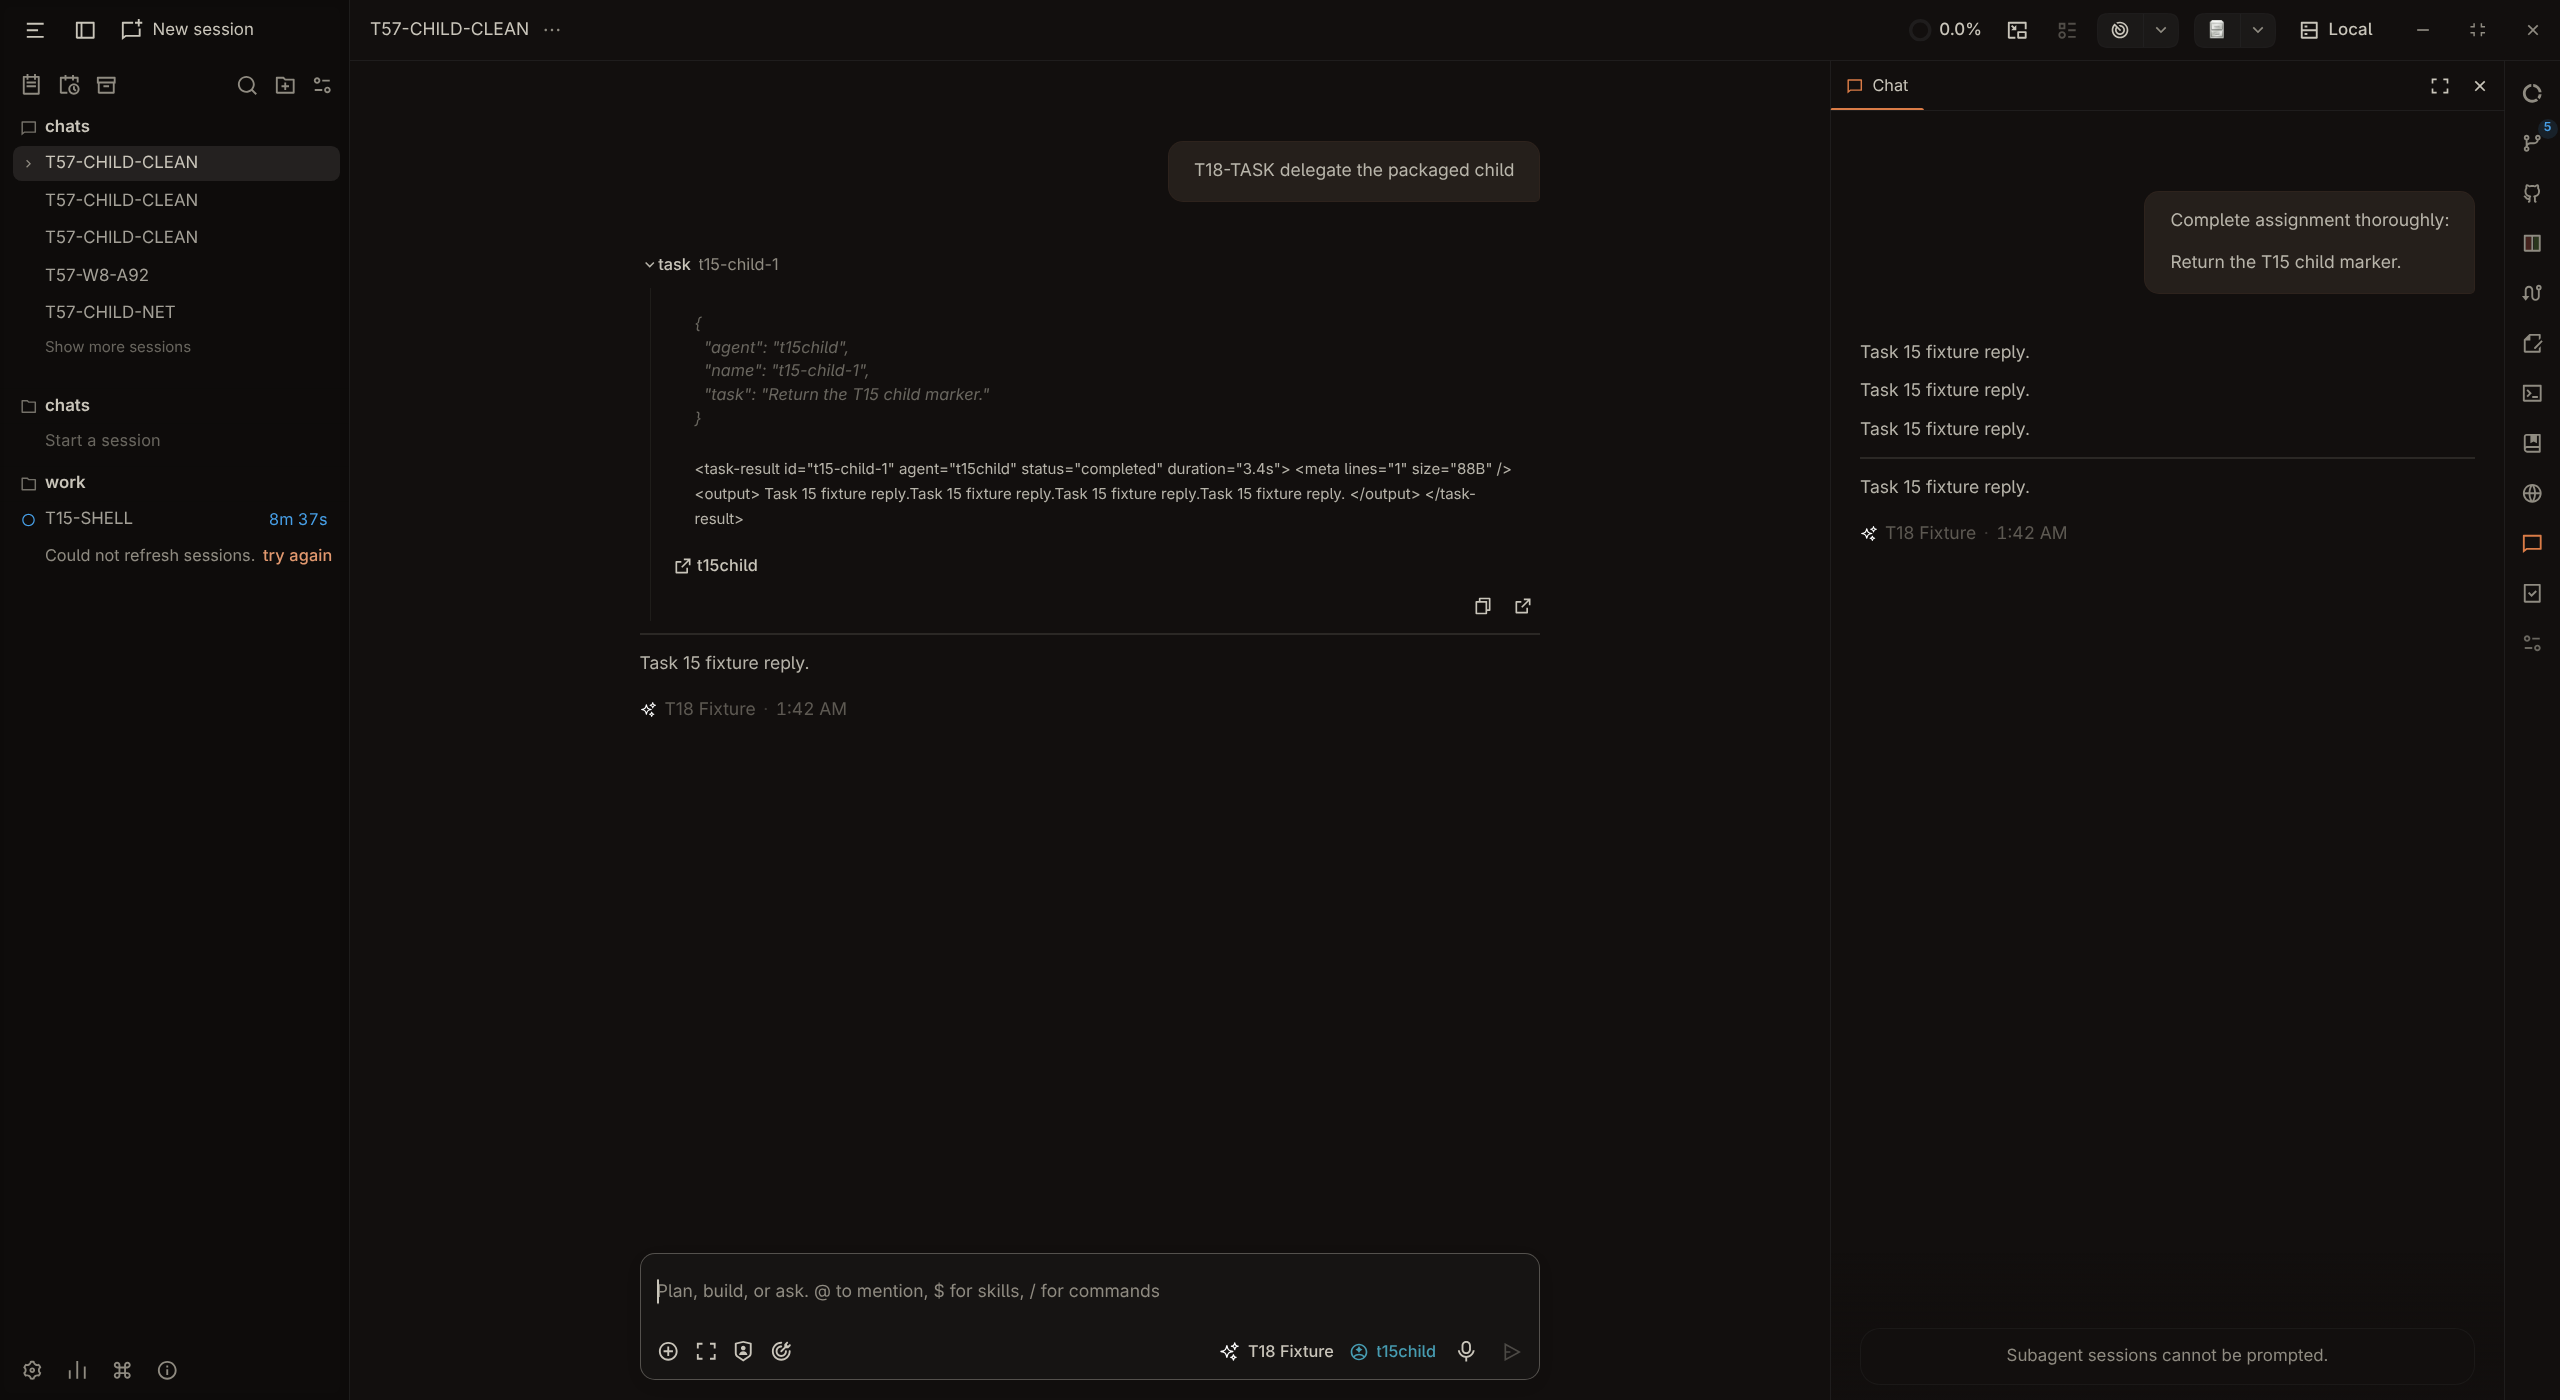 New session
T57-CHILD-CLEAN ···
0.0%
Local
chats
T57-CHILD-CLEAN
T57-CHILD-CLEAN
T57-CHILD-CLEAN
T57-W8-A92
T57-CHILD-NET
Show more sessions
chats
Start a session
work
T15-SHELL 8m 37s
Could not refresh sessions. try again
T18-TASK delegate the packaged child
task t15-child-1
{
"agent": "t15child",
"name": "t15-child-1",
"task": "Return the T15 child marker."
}
<task-result id="t15-child-1" agent="t15child" status="completed" duration="3.4s"> <meta lines="1" size="88B" />
<output> Task 15 fixture reply.Task 15 fixture reply.Task 15 fixture reply.Task 15 fixture reply. </output> </task-
result>
t15child
Task 15 fixture reply.
T18 Fixture · 1:42 AM
Plan, build, or ask. @ to mention, $ for skills, / for commands
T18 Fixture t15child
Chat
5
Complete assignment thoroughly:
Return the T15 child marker.
Task 15 fixture reply.
Task 15 fixture reply.
Task 15 fixture reply.
Task 15 fixture reply.
T18 Fixture · 1:42 AM
Subagent sessions cannot be prompted.